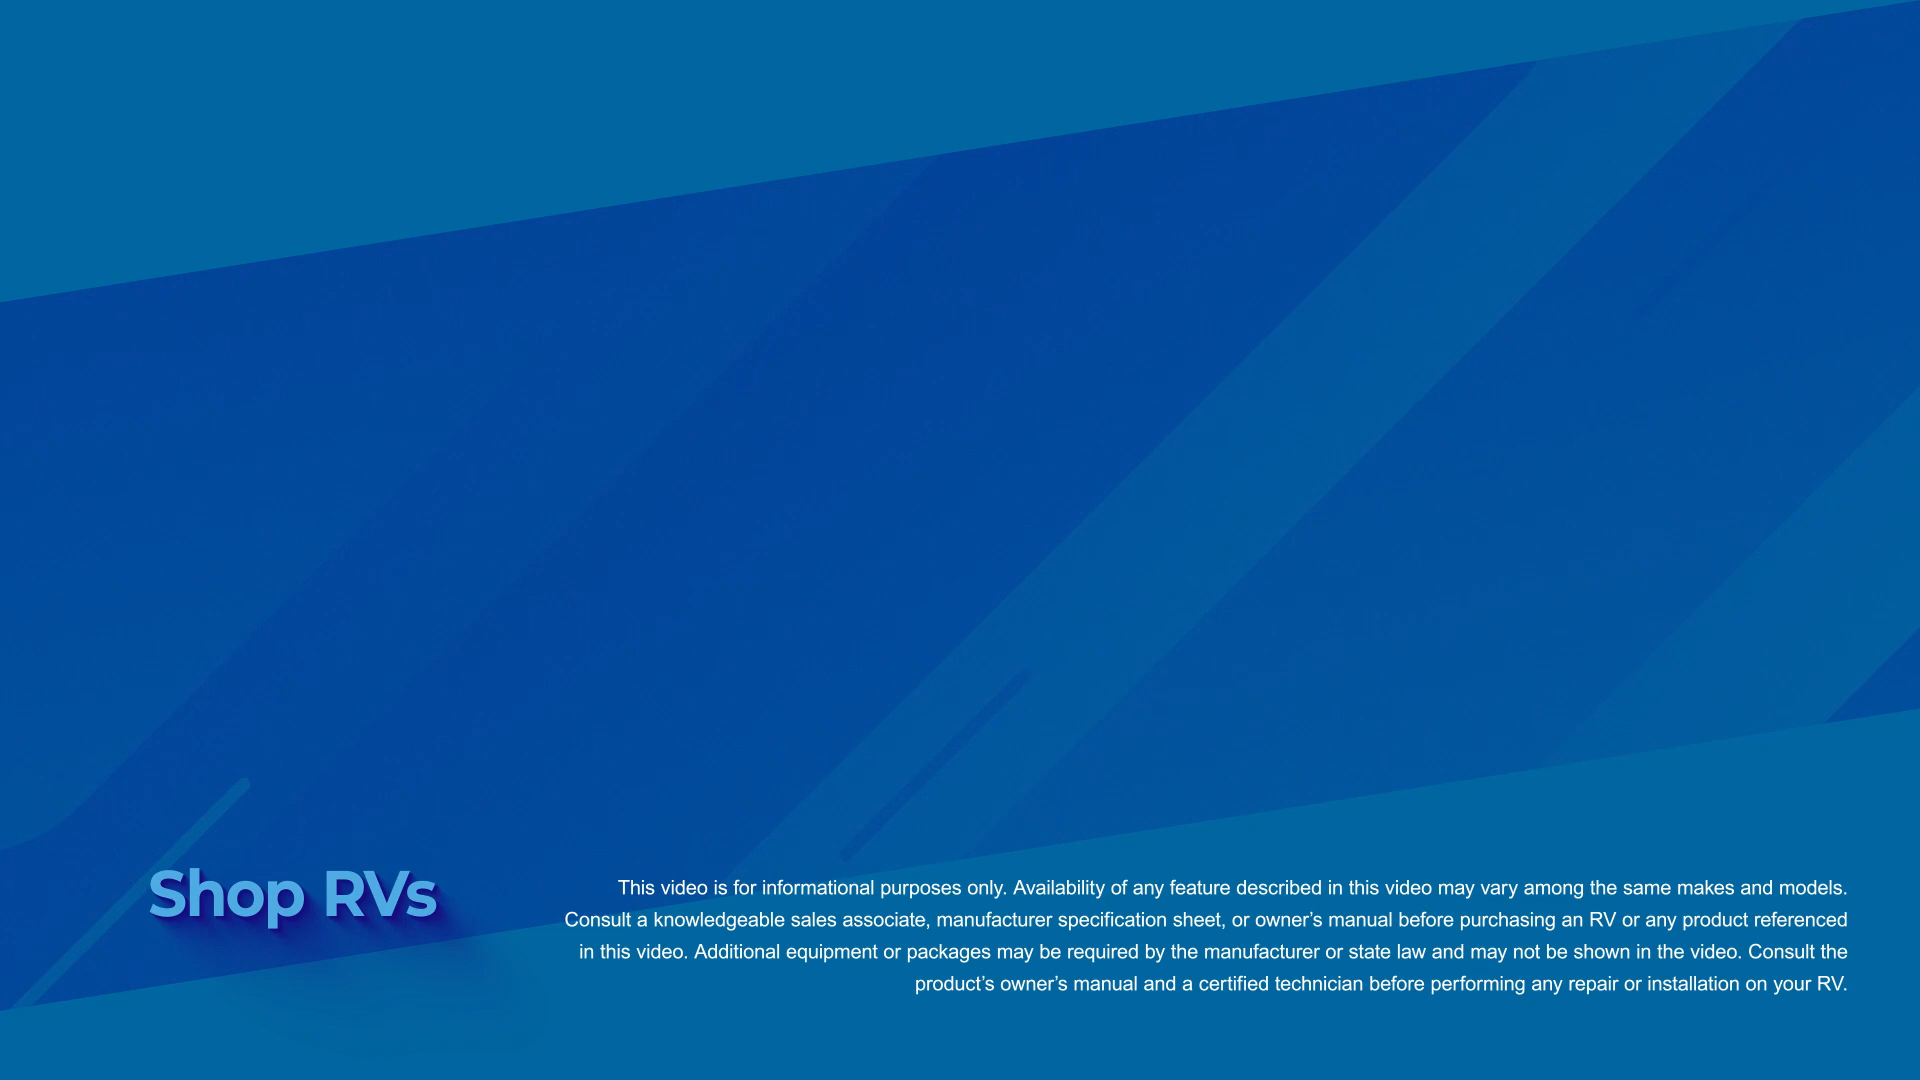 Shop RVs
This video is for informational purposes only. Availability of any feature described in this video may vary among the same makes and models.
Consult a knowledgeable sales associate, manufacturer specification sheet, or owner’s manual before purchasing an RV or any product referenced
in this video. Additional equipment or packages may be required by the manufacturer or state law and may not be shown in the video. Consult the
product’s owner’s manual and a certified technician before performing any repair or installation on your RV.